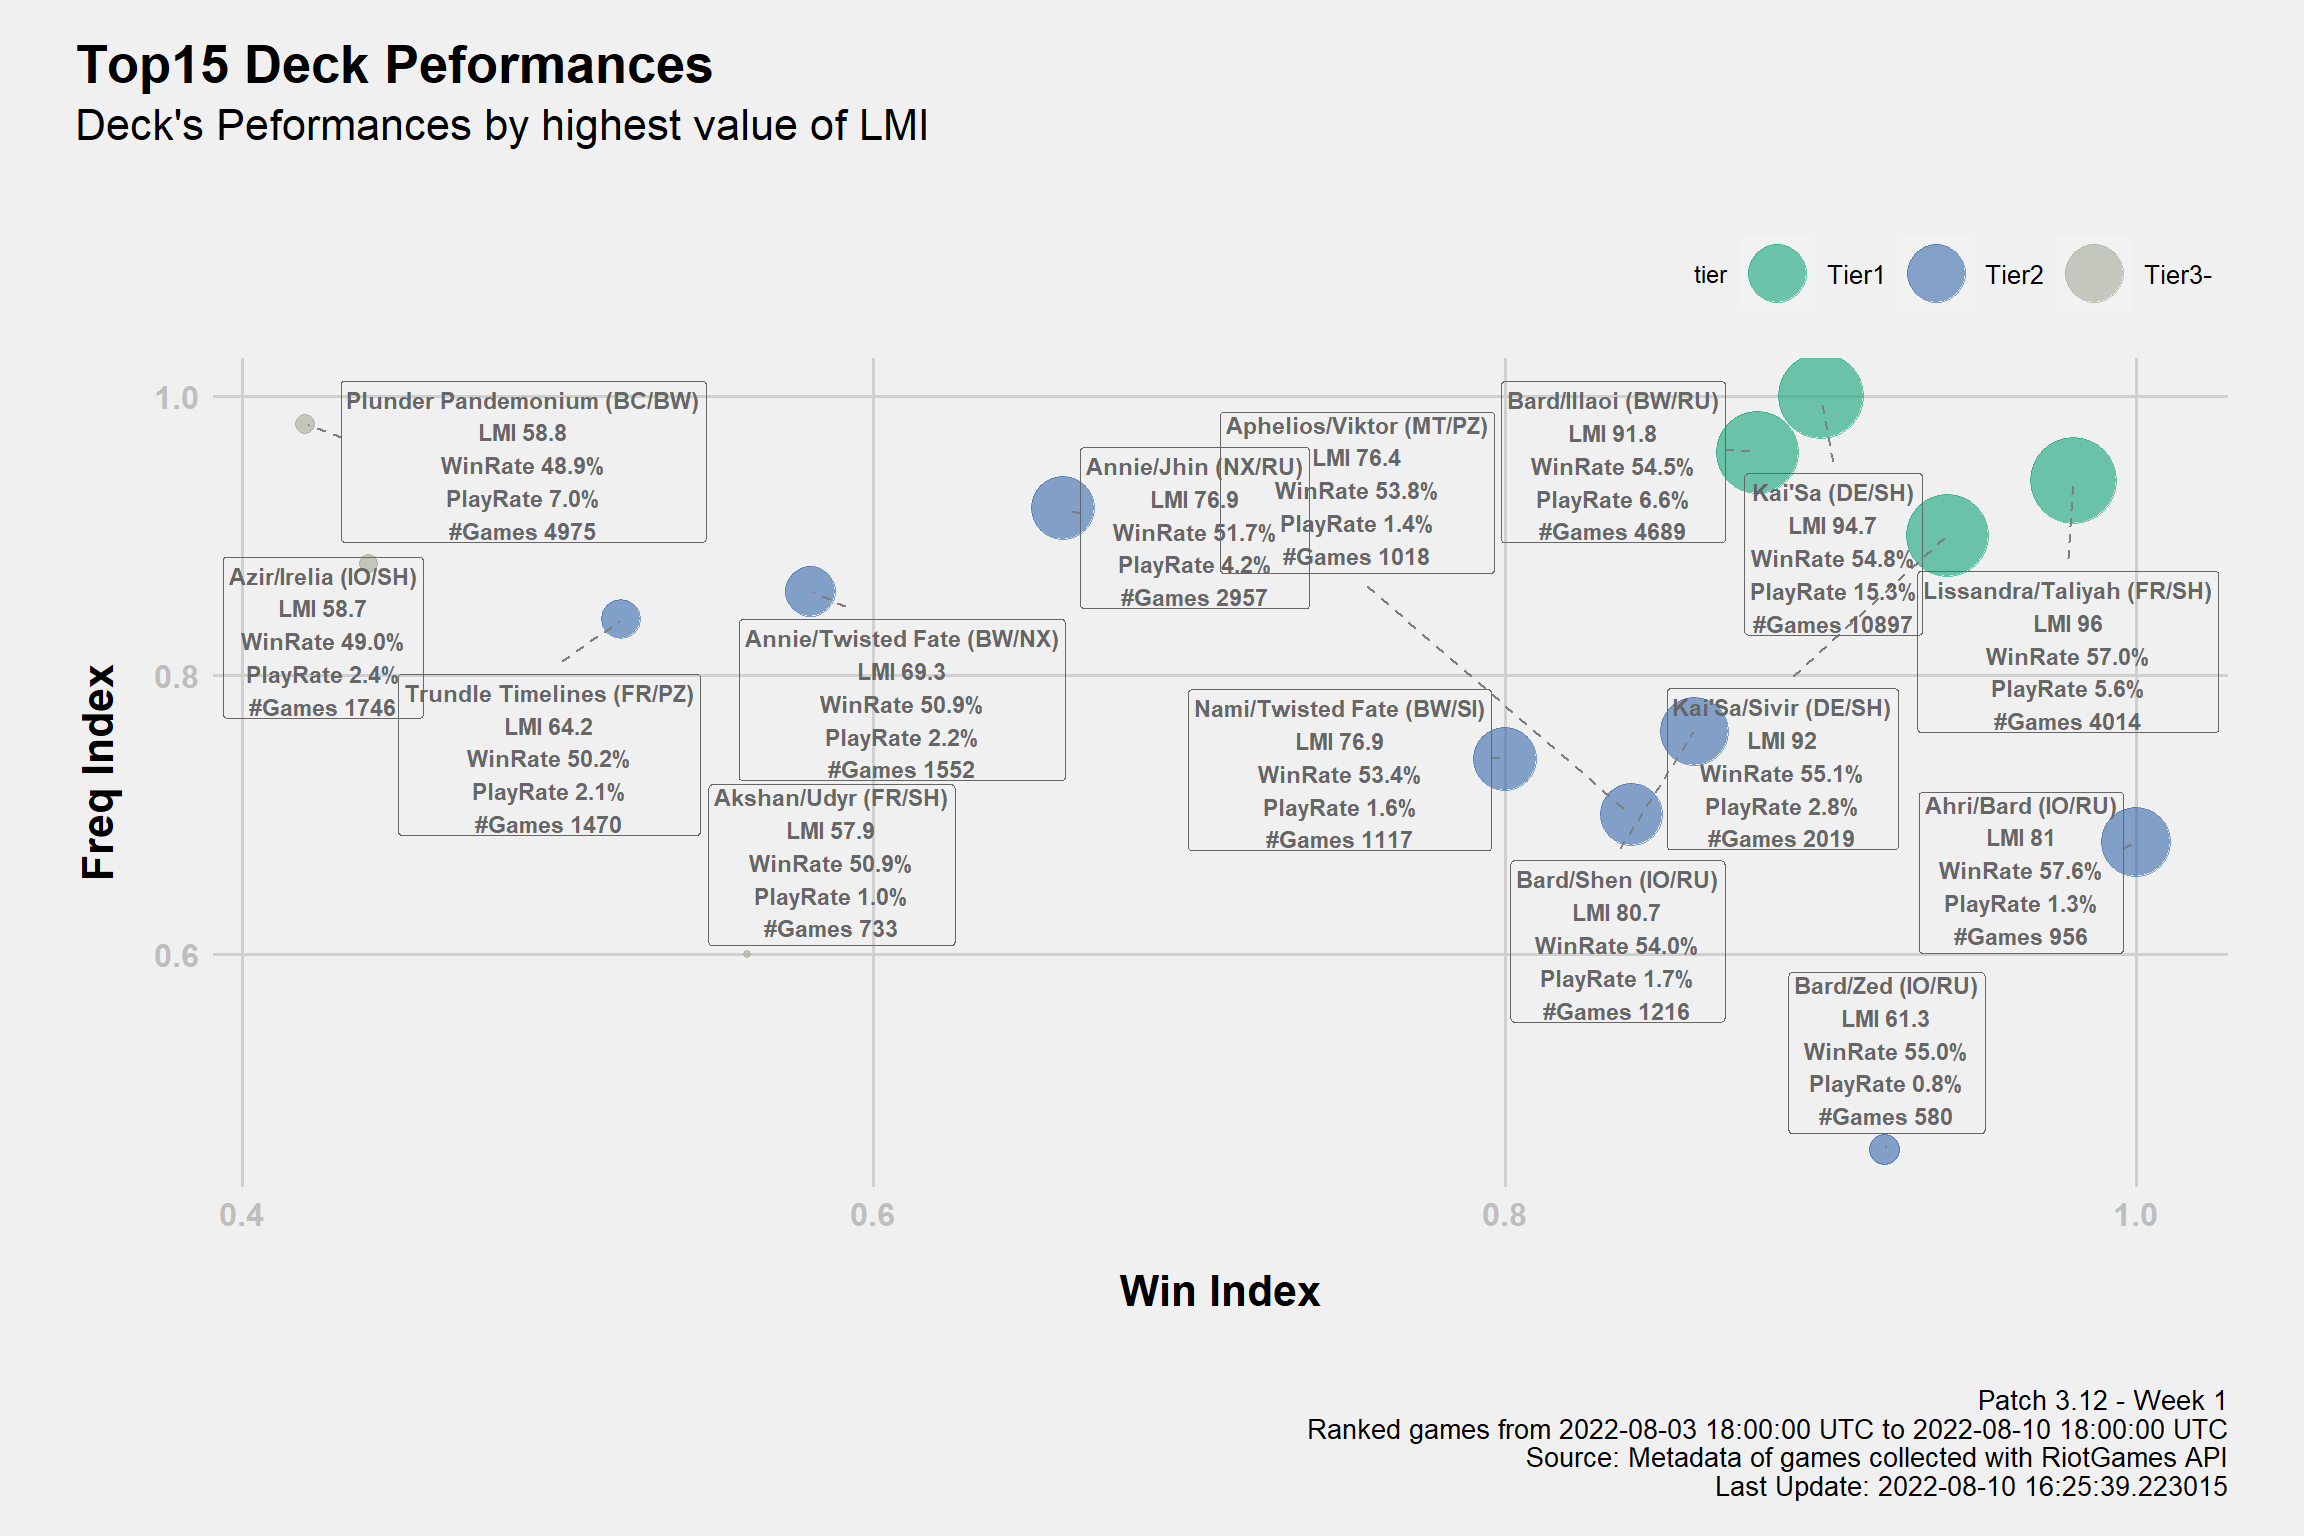 Top15 Deck Peformances
Deck's Peformances by highest value of LMI
tier
Tier1
Tier2
Tier3-
Freq Index
1.0
0.8
0.6
Plunder Pandemonium (BC/BW)
LMI 58.8
WinRate 48.9%
PlayRate 7.0%
#Games 4975
Azir/Irelia (IO/SH)
LMI 58.7
WinRate 49.0%
PlayRate 2.4%
#Games 1746
Trundle Timelines (FR/PZ)
LMI 64.2
WinRate 50.2%
PlayRate 2.1%
#Games 1470
Annie/Twisted Fate (BW/NX)
LMI 69.3
WinRate 50.9%
PlayRate 2.2%
#Games 1552
Akshan/Udyr (FR/SH)
LMI 57.9
WinRate 50.9%
PlayRate 1.0%
#Games 733
Annie/Jhin (NX/RU)
LMI 76.9
WinRate 51.7%
PlayRate 4.2%
#Games 2957
Aphelios/Viktor (MT/PZ)
LMI 76.4
WinRate 53.8%
PlayRate 1.4%
#Games 1018
Bard/Illaoi (BW/RU)
LMI 91.8
WinRate 54.5%
PlayRate 6.6%
#Games 4689
Kai'Sa (DE/SH)
LMI 94.7
WinRate 54.8%
PlayRate 15.3%
#Games 10897
Lissandra/Taliyah (FR/SH)
LMI 96
WinRate 57.0%
PlayRate 5.6%
#Games 4014
Nami/Twisted Fate (BW/SI)
LMI 76.9
WinRate 53.4%
PlayRate 1.6%
#Games 1117
Kai'Sa/Sivir (DE/SH)
LMI 92
WinRate 55.1%
PlayRate 2.8%
#Games 2019
Ahri/Bard (IO/RU)
LMI 81
WinRate 57.6%
PlayRate 1.3%
#Games 956
Bard/Shen (IO/RU)
LMI 80.7
WinRate 54.0%
PlayRate 1.7%
#Games 1216
Bard/Zed (IO/RU)
LMI 61.3
WinRate 55.0%
PlayRate 0.8%
#Games 580
0.4
0.6
0.8
1.0
Win Index
Patch 3.12 - Week 1
Ranked games from 2022-08-03 18:00:00 UTC to 2022-08-10 18:00:00 UTC
Source: Metadata of games collected with RiotGames API
Last Update: 2022-08-10 16:25:39.223015